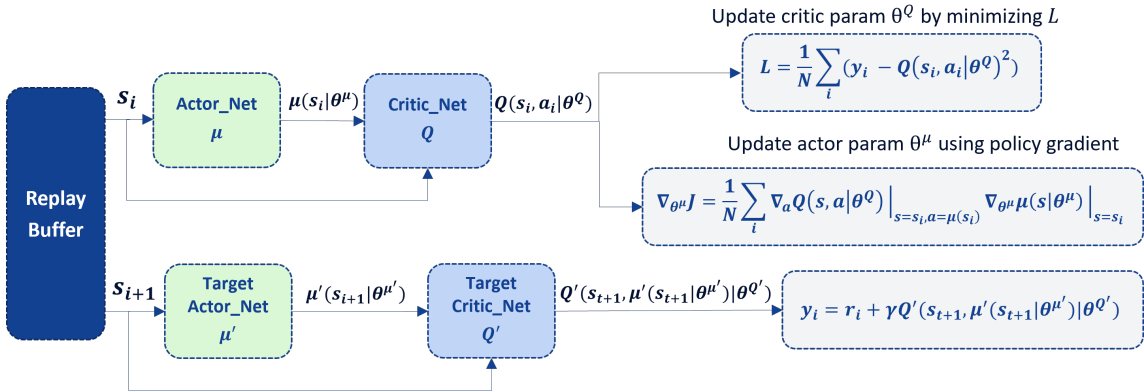 Update critic param θ^Q by minimizing L
L = 1/N ∑_i (y_i − Q(s_i, a_i|θ^Q)^2)
s_i
Actor_Net
μ
μ(s_i|θ^μ)
Critic_Net
Q
Q(s_i, a_i|θ^Q)
Update actor param θ^μ using policy gradient
∇_{θ^μ} J = 1/N ∑_i ∇_a Q(s, a|θ^Q)|_{s=s_i,a=μ(s_i)} ∇_{θ^μ} μ(s|θ^μ)|_{s=s_i}
Replay
Buffer
s_{i+1}
Target
Actor_Net
μ′
μ′(s_{i+1}|θ^{μ′})
Target
Critic_Net
Q′
Q′(s_{t+1}, μ′(s_{t+1}|θ^{μ′})|θ^{Q′})
y_i = r_i + γQ′(s_{t+1}, μ′(s_{t+1}|θ^{μ′})|θ^{Q′})